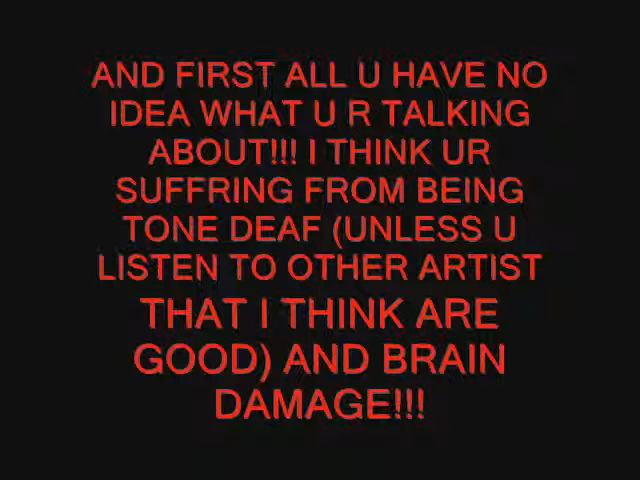 AND FIRST ALL U HAVE NO
IDEA WHAT U R TALKING
ABOUT!!! I THINK UR
SUFFRING FROM BEING
TONE DEAF (UNLESS U
LISTEN TO OTHER ARTIST
THAT I THINK ARE
GOOD) AND BRAIN
DAMAGE!!!